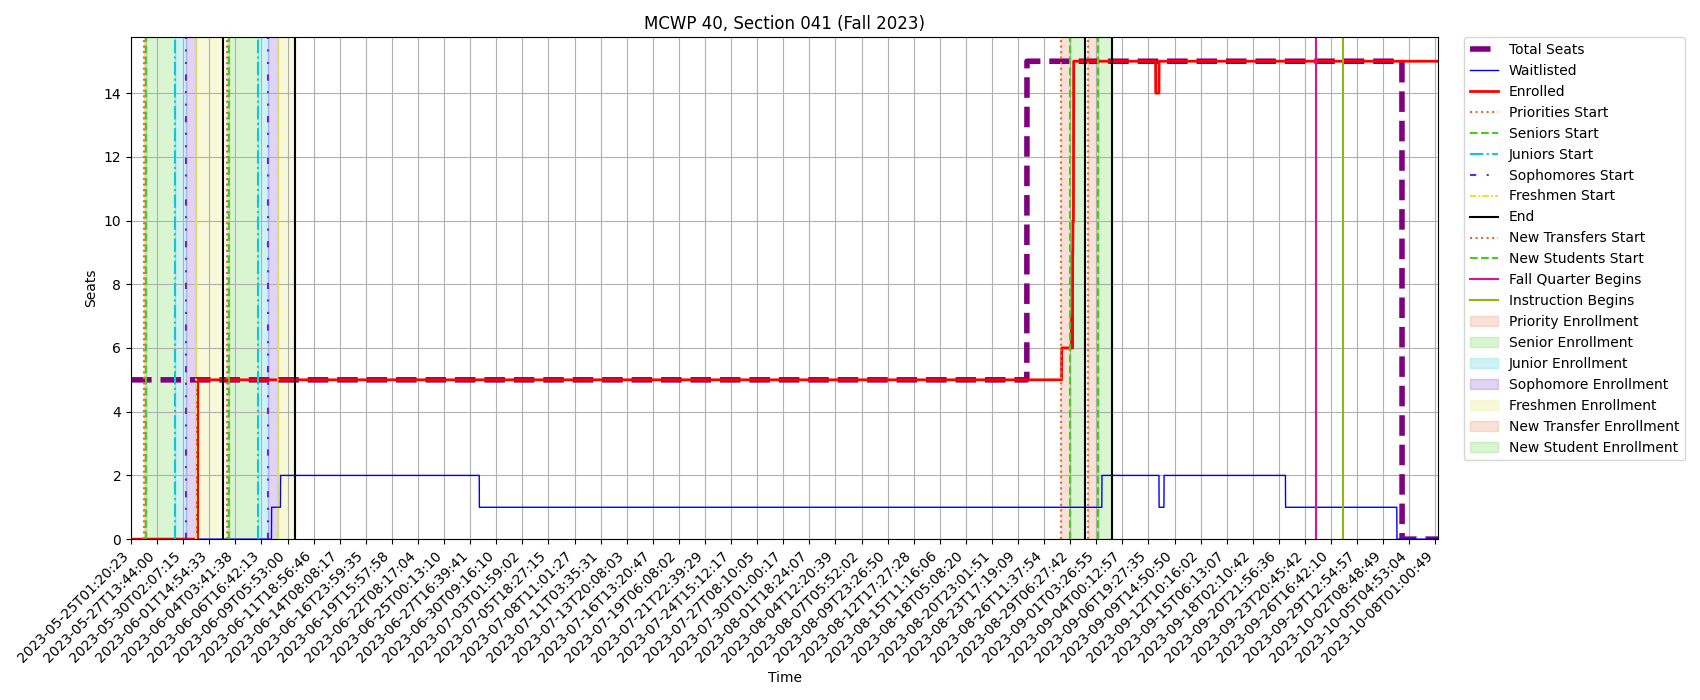 MCWP 40, Section 041 (Fall 2023)
Seats
14
12
10
8
6
4
2
0
2023-05-25T01:20:23
2023-05-27T13:44:00
2023-05-30T02:07:15
2023-06-01T14:54:33
2023-06-04T03:41:38
2023-06-06T16:42:13
2023-06-09T05:53:00
2023-06-11T18:56:46
2023-06-14T08:08:17
2023-06-16T23:59:35
2023-06-19T15:57:58
2023-06-22T08:17:04
2023-06-25T00:13:10
2023-06-27T16:39:41
2023-06-30T09:16:10
2023-07-03T01:59:02
2023-07-05T18:27:15
2023-07-08T11:01:27
2023-07-11T03:35:31
2023-07-13T20:08:03
2023-07-16T13:20:47
2023-07-19T06:08:02
2023-07-21T22:39:29
2023-07-24T15:12:17
2023-07-27T08:10:05
2023-07-30T01:00:17
2023-08-01T18:24:07
2023-08-04T12:20:39
2023-08-07T05:52:02
2023-08-09T23:26:50
2023-08-12T17:27:28
2023-08-15T11:16:06
2023-08-18T05:08:20
2023-08-20T23:01:51
2023-08-23T17:19:09
2023-08-26T11:37:54
2023-08-29T06:27:42
2023-09-01T03:26:55
2023-09-04T00:12:57
2023-09-06T19:27:35
2023-09-09T14:50:50
2023-09-12T10:16:02
2023-09-15T06:13:07
2023-09-18T02:10:42
2023-09-20T21:56:36
2023-09-23T20:45:42
2023-09-26T16:42:10
2023-09-29T12:54:57
2023-10-02T08:48:49
2023-10-05T04:53:04
2023-10-08T01:00:49
Time
Total Seats
Waitlisted
Enrolled
Priorities Start
Seniors Start
Juniors Start
Sophomores Start
Freshmen Start
End
New Transfers Start
New Students Start
Fall Quarter Begins
Instruction Begins
Priority Enrollment
Senior Enrollment
Junior Enrollment
Sophomore Enrollment
Freshmen Enrollment
New Transfer Enrollment
New Student Enrollment